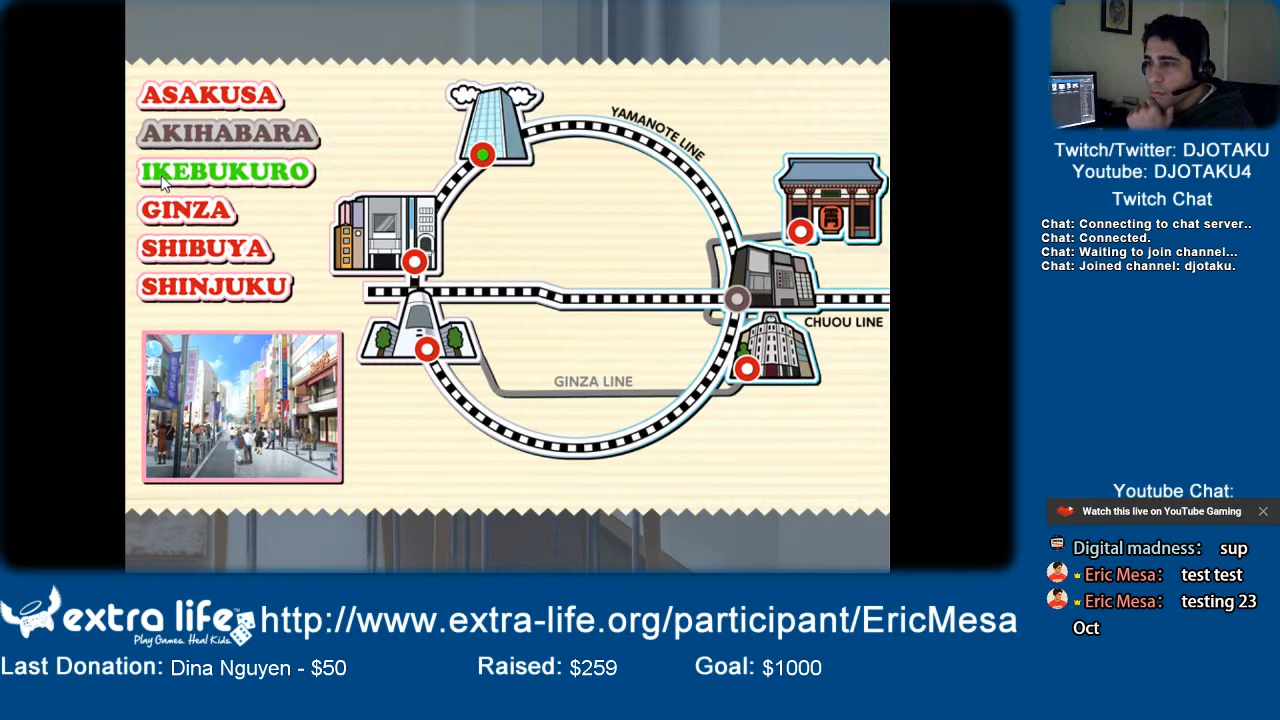 ASAKUSA
AKIHABARA
IKEBUKURO
GINZA
SHIBUYA
SHINJUKU
YAMANOTE LINE
CHUOU LINE
GINZA LINE
Twitch/Twitter: DJOTAKU
Youtube: DJOTAKU4
Twitch Chat
Chat: Connecting to chat server..
Chat: Connected.
Chat: Waiting to join channel...
Chat: Joined channel: djotaku.
Youtube Chat:
Watch this live on YouTube Gaming
Digital madness: sup
Eric Mesa: test test
Eric Mesa: testing 23
Oct
extra life
Play Games. Heal Kids.
http://www.extra-life.org/participant/EricMesa
Last Donation: Dina Nguyen - $50
Raised: $259
Goal: $1000